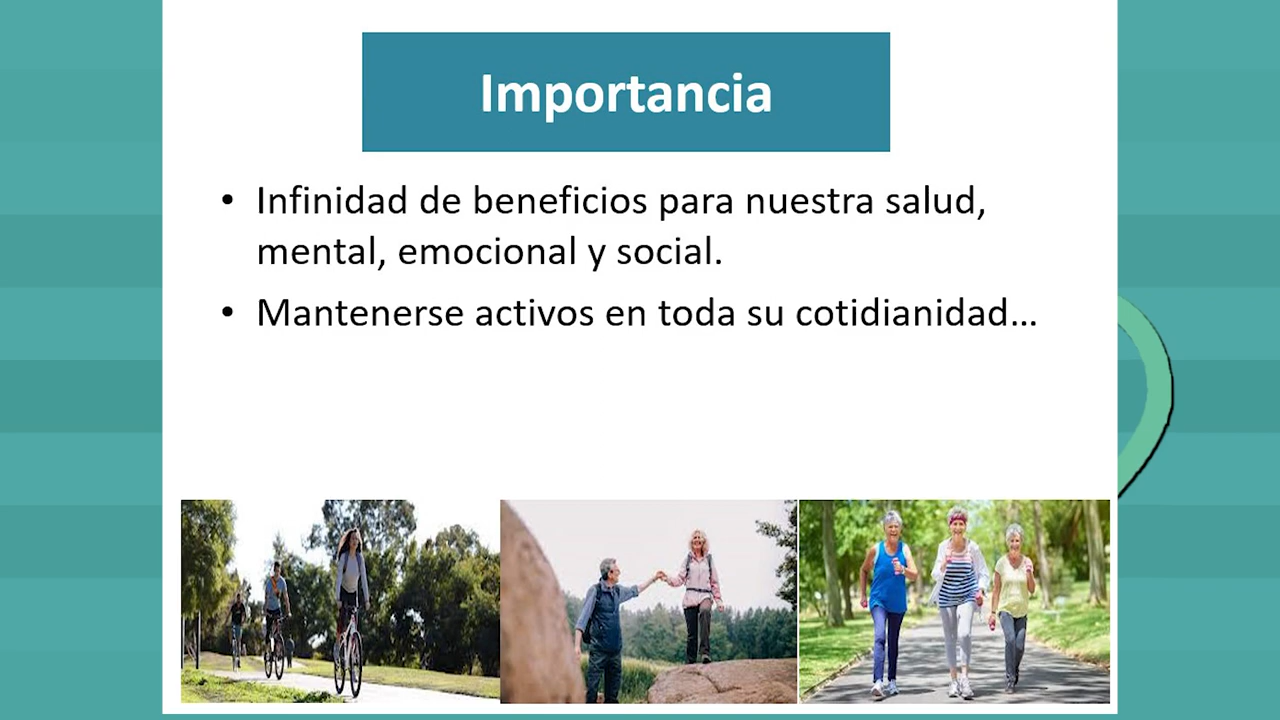 Importancia
• Infinidad de beneficios para nuestra salud,
mental, emocional y social.
• Mantenerse activos en toda su cotidianidad...